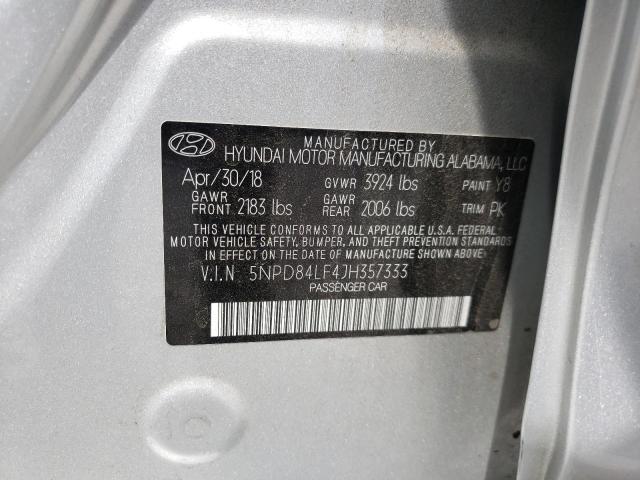 MANUFACTURED BY
HYUNDAI MOTOR MANUFACTURING ALABAMA, LLC
Apr/30/18 GVWR 3924 lbs PAINT Y8
GAWR FRONT 2183 lbs GAWR REAR 2006 lbs TRIM PK
THIS VEHICLE CONFORMS TO ALL APPLICABLE U.S.A. FEDERAL
MOTOR VEHICLE SAFETY, BUMPER, AND THEFT PREVENTION STANDARDS
IN EFFECT ON THE DATE OF MANUFACTURE SHOWN ABOVE.
V.I.N 5NPD84LF4JH357333
PASSENGER CAR